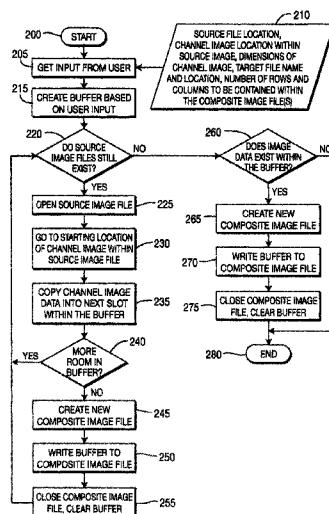 200
START
205
GET INPUT FROM USER
210
SOURCE FILE LOCATION,
CHANNEL IMAGE LOCATION WITHIN
SOURCE IMAGE, DIMENSIONS OF
CHANNEL IMAGE, TARGET FILE NAME
AND LOCATION, NUMBER OF ROWS AND
COLUMNS TO BE CONTAINED WITHIN
THE COMPOSITE IMAGE FILE(S)
215
CREATE BUFFER BASED
ON USER INPUT
220
DO SOURCE
IMAGE FILES STILL
EXIST?
NO
YES
OPEN SOURCE IMAGE FILE
225
GO TO STARTING LOCATION
OF CHANNEL IMAGE WITHIN
SOURCE IMAGE FILE
230
COPY CHANNEL IMAGE
DATA INTO NEXT SLOT
WITHIN THE BUFFER
235
240
MORE
ROOM IN
BUFFER?
YES
NO
CREATE NEW
COMPOSITE IMAGE FILE
245
WRITE BUFFER TO
COMPOSITE IMAGE FILE
250
CLOSE COMPOSITE IMAGE
FILE, CLEAR BUFFER
255
260
DOES IMAGE
DATA EXIST WITHIN
THE BUFFER?
NO
YES
265
CREATE NEW
COMPOSITE IMAGE FILE
270
WRITE BUFFER TO
COMPOSITE IMAGE FILE
275
CLOSE COMPOSITE IMAGE
FILE, CLEAR BUFFER
END
280